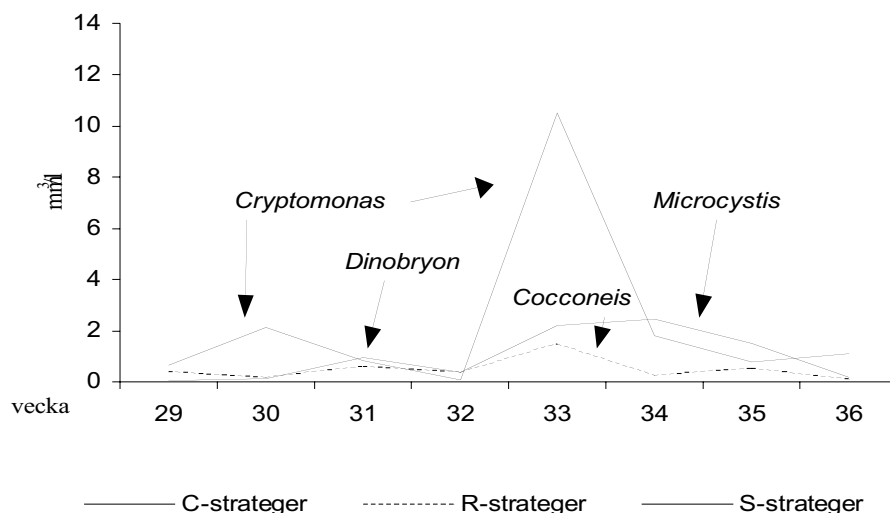 14
12
10
8
6
4
2
0
mm³/l
Cryptomonas
Microcystis
Dinobryon
Cocconeis
vecka
29 30 31 32 33 34 35 36
C-strateger R-strateger S-strateger